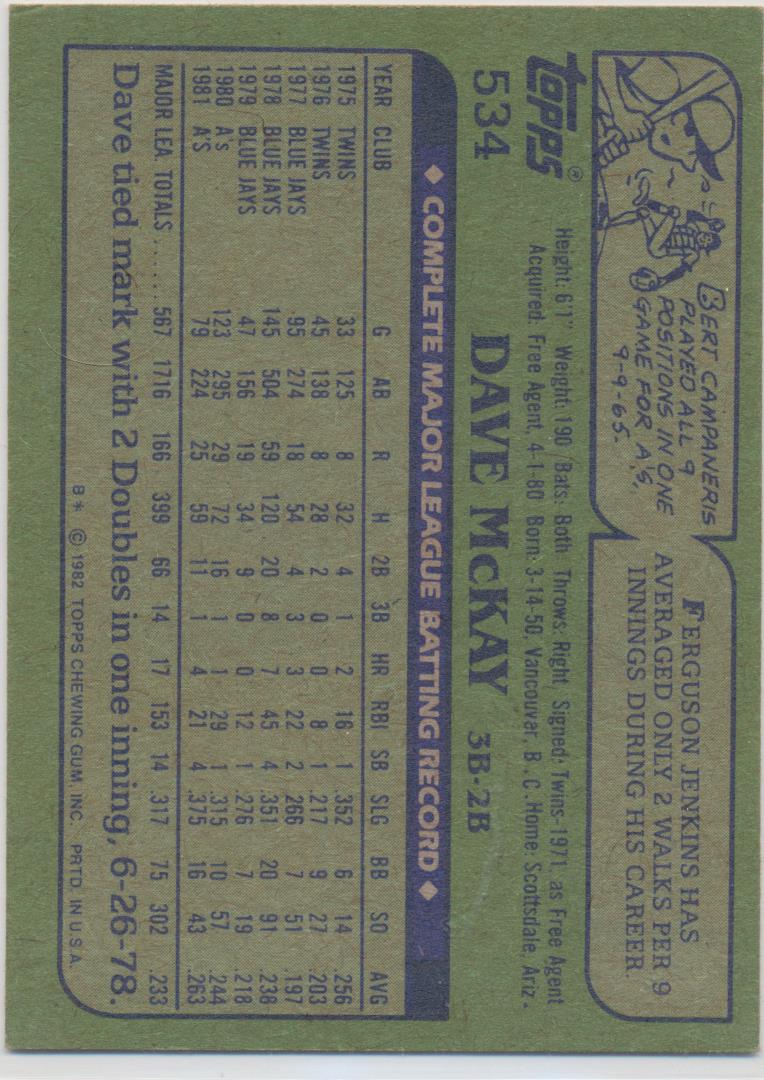 BERT CAMPANERIS
PLAYED ALL 9
POSITIONS IN ONE
GAME FOR A'S,
9-9-65.
FERGUSON JENKINS HAS
AVERAGED ONLY 2 WALKS PER 9
INNINGS DURING HIS CAREER.
topps®
534
Height: 6'1" Weight: 190 Bats: Both Throws: Right Signed: Twins-1971, as Free Agent
Acquired: Free Agent, 4-1-80 Born: 3-14-50, Vancouver, B.C. Home: Scottsdale, Ariz.
DAVE McKAY 3B-2B
COMPLETE MAJOR LEAGUE BATTING RECORD
YEAR CLUB G AB R H 2B 3B HR RBI SB SLG BB SO AVG
1975 TWINS 33 125 8 32 4 1 2 16 1 .352 6 14 .256
1976 TWINS 45 138 8 28 2 0 0 8 1 .217 9 27 .203
1977 BLUE JAYS 95 274 18 54 4 3 3 22 2 .266 7 51 .197
1978 BLUE JAYS 145 504 59 120 20 8 7 45 4 .351 20 91 .238
1979 BLUE JAYS 47 156 19 34 9 0 0 12 1 .276 7 19 .218
1980 A's 123 295 29 72 16 1 1 29 1 .315 10 57 .244
1981 A'S 79 224 25 59 11 1 4 21 4 .375 16 43 .263
MAJOR LEA. TOTALS ...... 567 1716 166 399 66 14 17 153 14 .317 75 302 .233
Dave tied mark with 2 Doubles in one inning, 6-26-78.
B* © 1982 TOPPS CHEWING GUM, INC. PRTD. IN U.S.A.